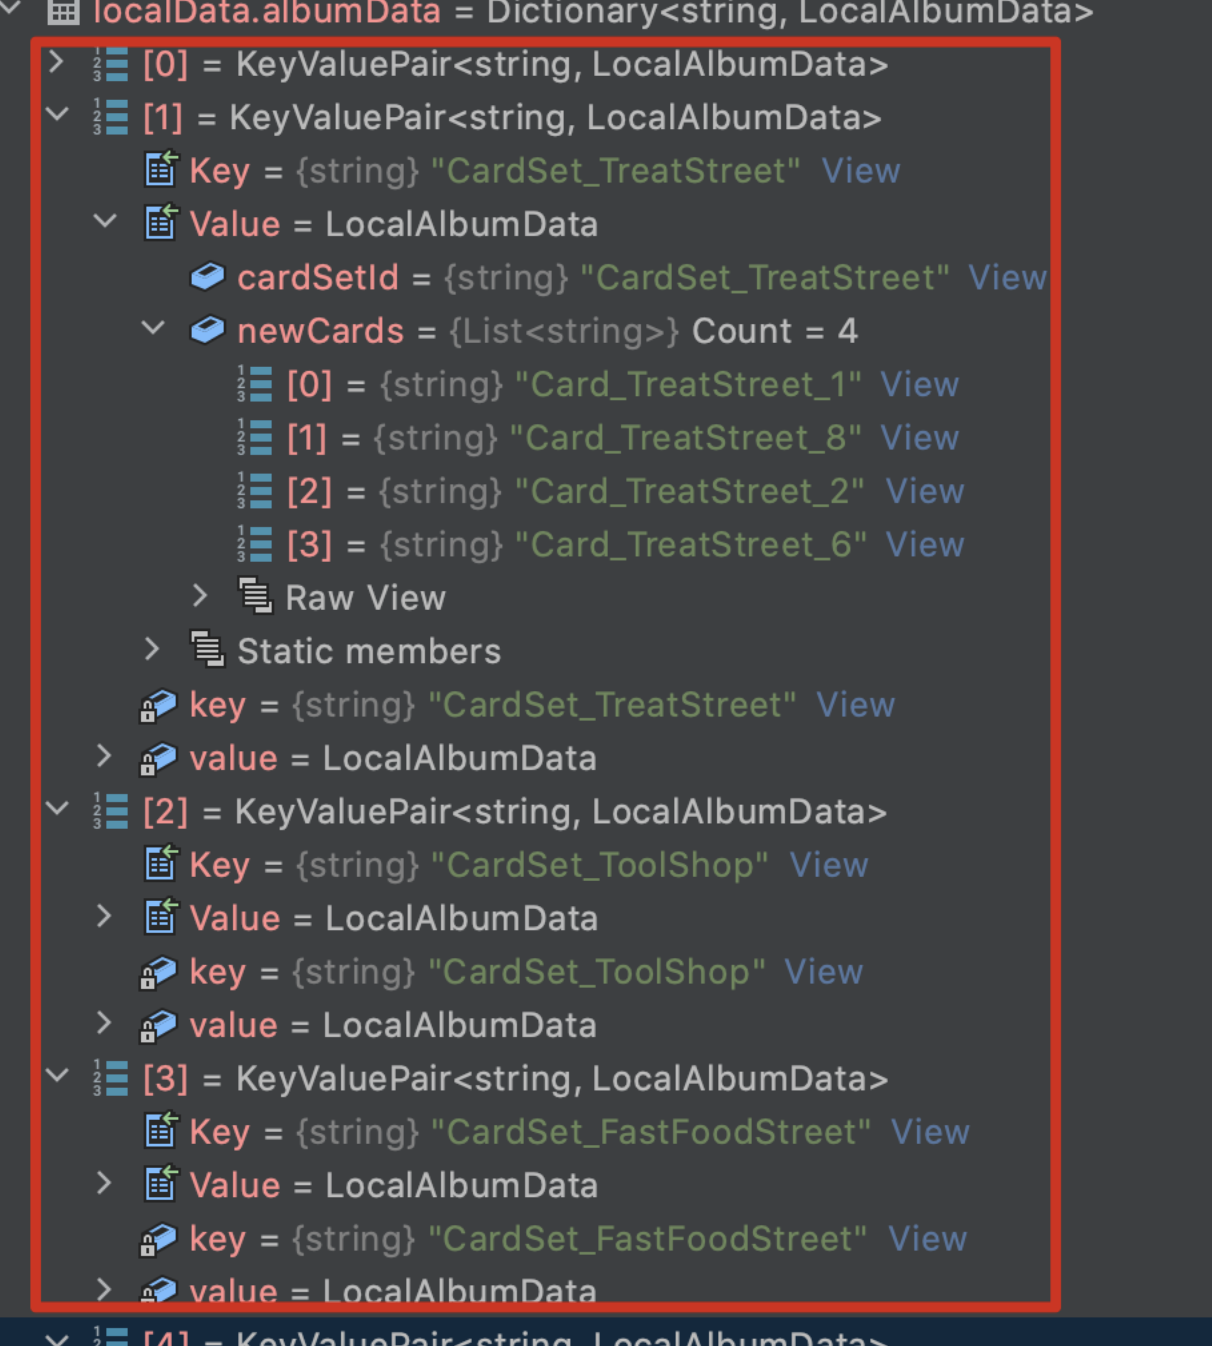 localData.albumData = Dictionary<string, LocalAlbumData>
[0] = KeyValuePair<string, LocalAlbumData>
[1] = KeyValuePair<string, LocalAlbumData>
Key = {string} "CardSet_TreatStreet" View
Value = LocalAlbumData
cardSetId = {string} "CardSet_TreatStreet" View
newCards = {List<string>} Count = 4
[0] = {string} "Card_TreatStreet_1" View
[1] = {string} "Card_TreatStreet_8" View
[2] = {string} "Card_TreatStreet_2" View
[3] = {string} "Card_TreatStreet_6" View
Raw View
Static members
key = {string} "CardSet_TreatStreet" View
value = LocalAlbumData
[2] = KeyValuePair<string, LocalAlbumData>
Key = {string} "CardSet_ToolShop" View
Value = LocalAlbumData
key = {string} "CardSet_ToolShop" View
value = LocalAlbumData
[3] = KeyValuePair<string, LocalAlbumData>
Key = {string} "CardSet_FastFoodStreet" View
Value = LocalAlbumData
key = {string} "CardSet_FastFoodStreet" View
value = LocalAlbumData
[4] = KeyValuePair<string, LocalAlbumData>